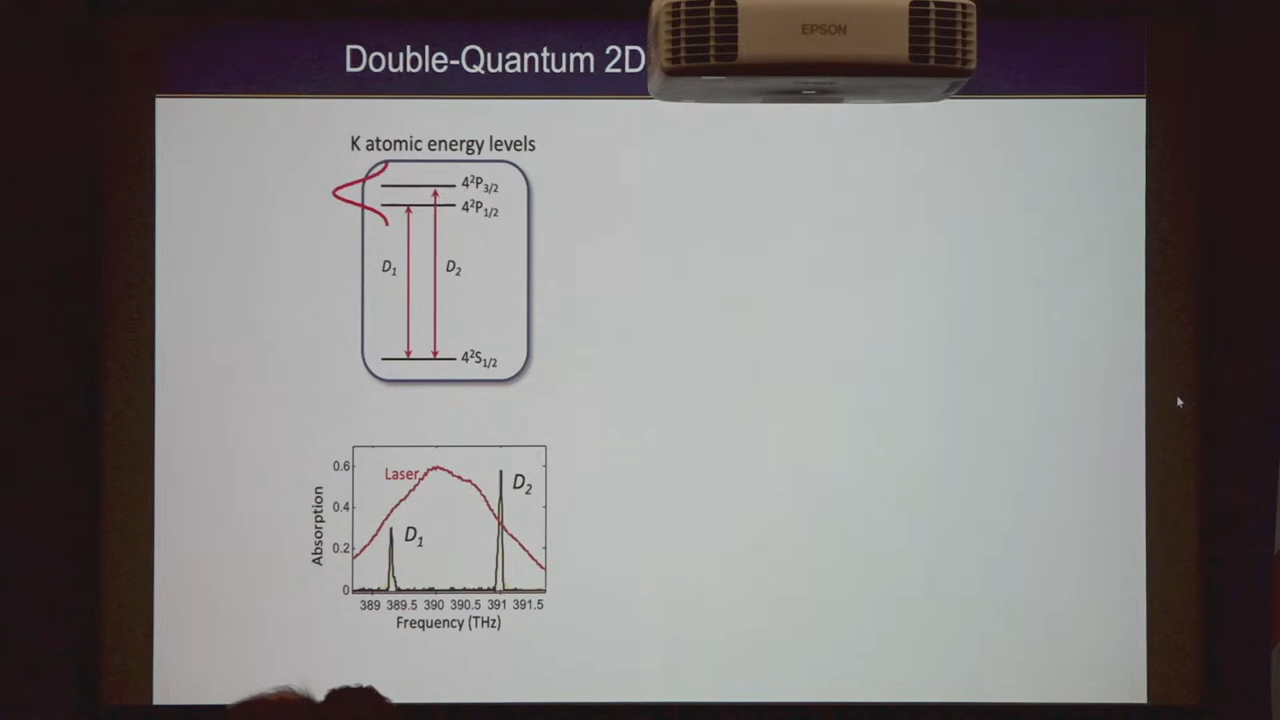 EPSON
Double-Quantum 2D
K atomic energy levels
4²P3/2
4²P1/2
D1
D2
4²S1/2
0.6
0.4
0.2
0
Absorption
Laser
D1
D2
389 389.5 390 390.5 391 391.5
Frequency (THz)